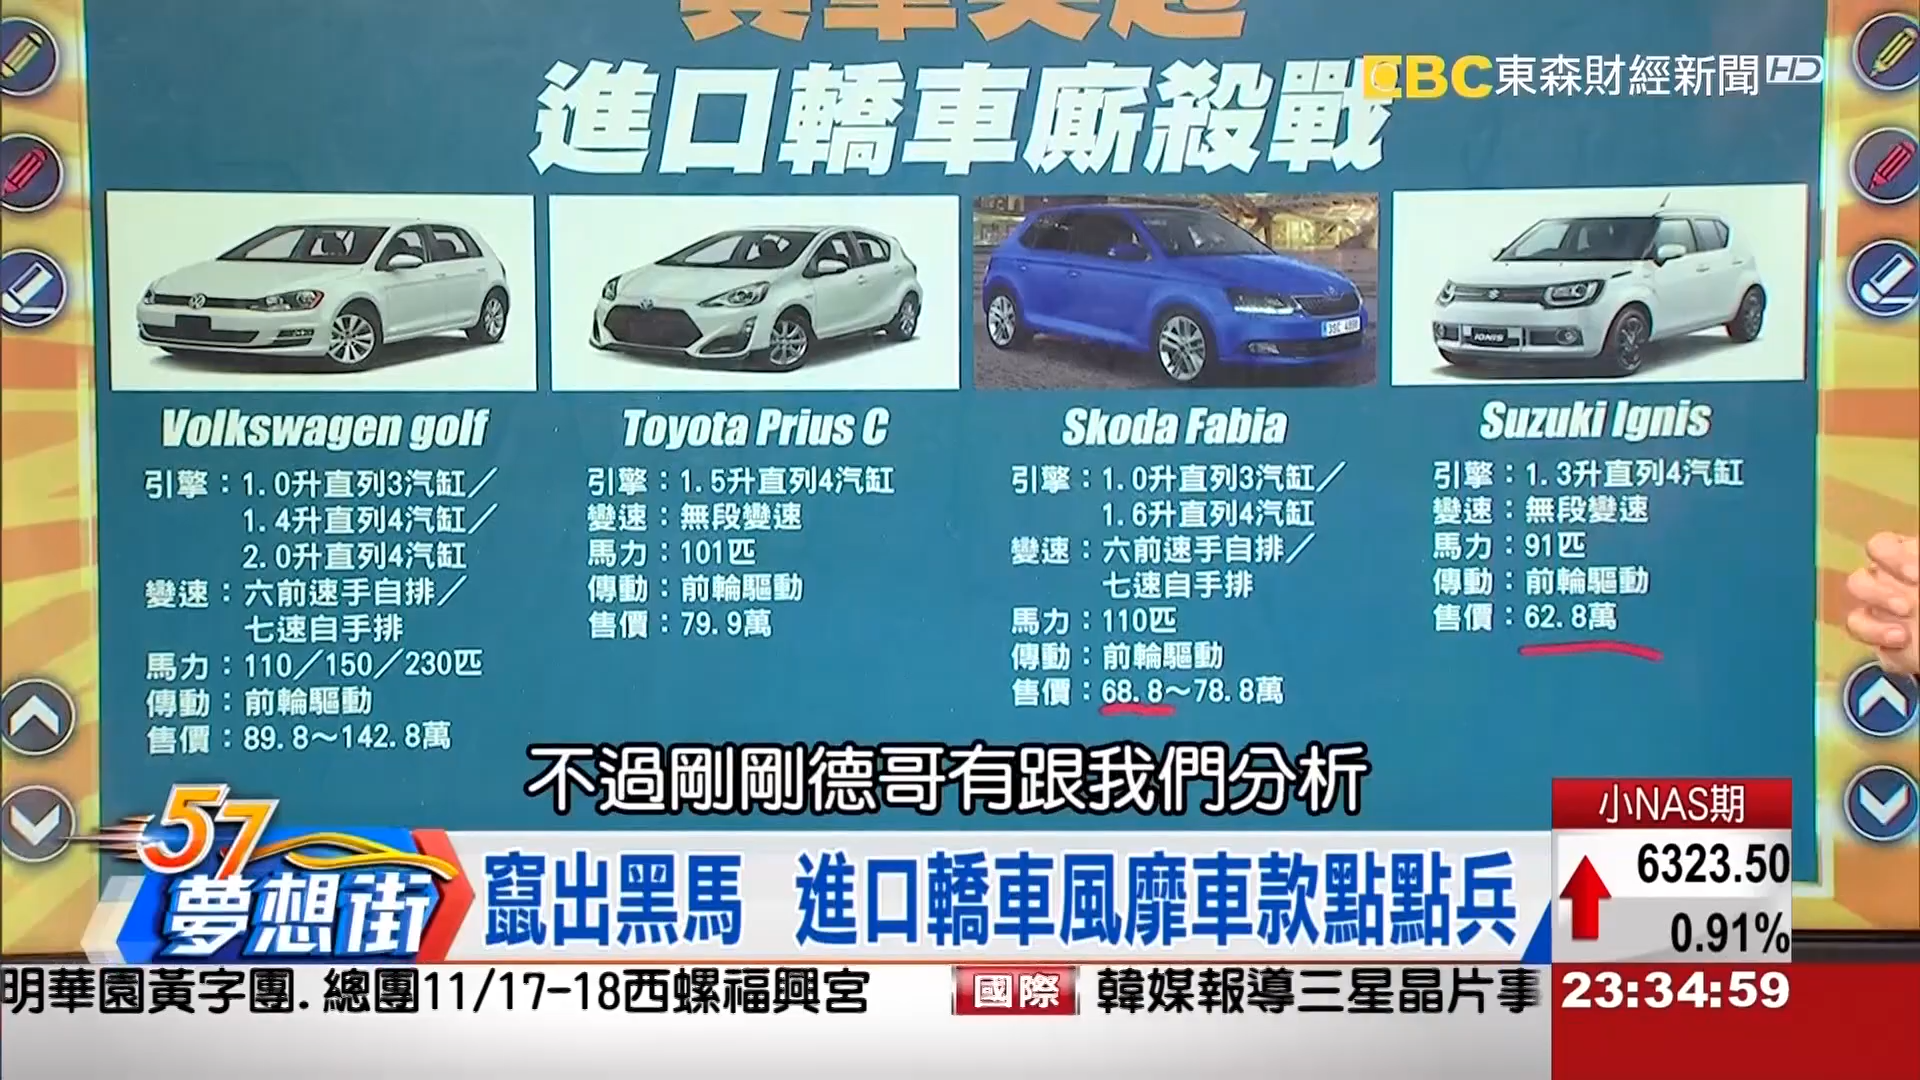 EBC東森財經新聞HD
進口轎車廝殺戰
IGNIS
Volkswagen golf
引擎：1.0升直列3汽缸／
1.4升直列4汽缸／
2.0升直列4汽缸
變速：六前速手自排／
七速自手排
馬力：110／150／230匹
傳動：前輪驅動
售價：89.8～142.8萬
Toyota Prius C
引擎：1.5升直列4汽缸
變速：無段變速
馬力：101匹
傳動：前輪驅動
售價：79.9萬
Skoda Fabia
引擎：1.0升直列3汽缸／
1.6升直列4汽缸
變速：六前速手自排／
七速自手排
馬力：110匹
傳動：前輪驅動
售價：68.8～78.8萬
Suzuki Ignis
引擎：1.3升直列4汽缸
變速：無段變速
馬力：91匹
傳動：前輪驅動
售價：62.8萬
不過剛剛德哥有跟我們分析
57
夢想街
竄出黑馬 進口轎車風靡車款點點兵
小NAS期
6323.50
0.91%
明華園黃字團.總團11/17-18西螺福興宮
國際 韓媒報導三星晶片事
23:34:59